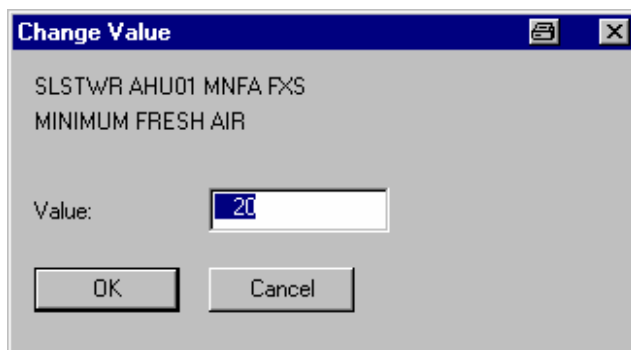 Change Value
SLSTWR AHU01 MNFA FXS
MINIMUM FRESH AIR
Value: 20
OK Cancel